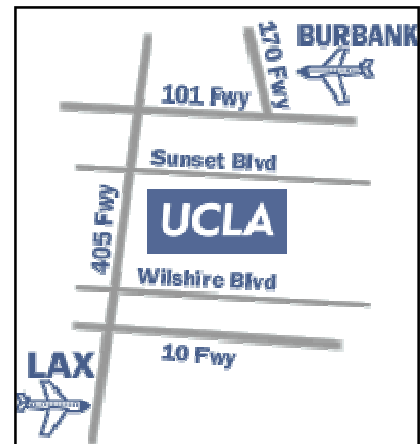 BURBANK
170 Fwy
101 Fwy
Sunset Blvd
405 Fwy
UCLA
Wilshire Blvd
10 Fwy
LAX